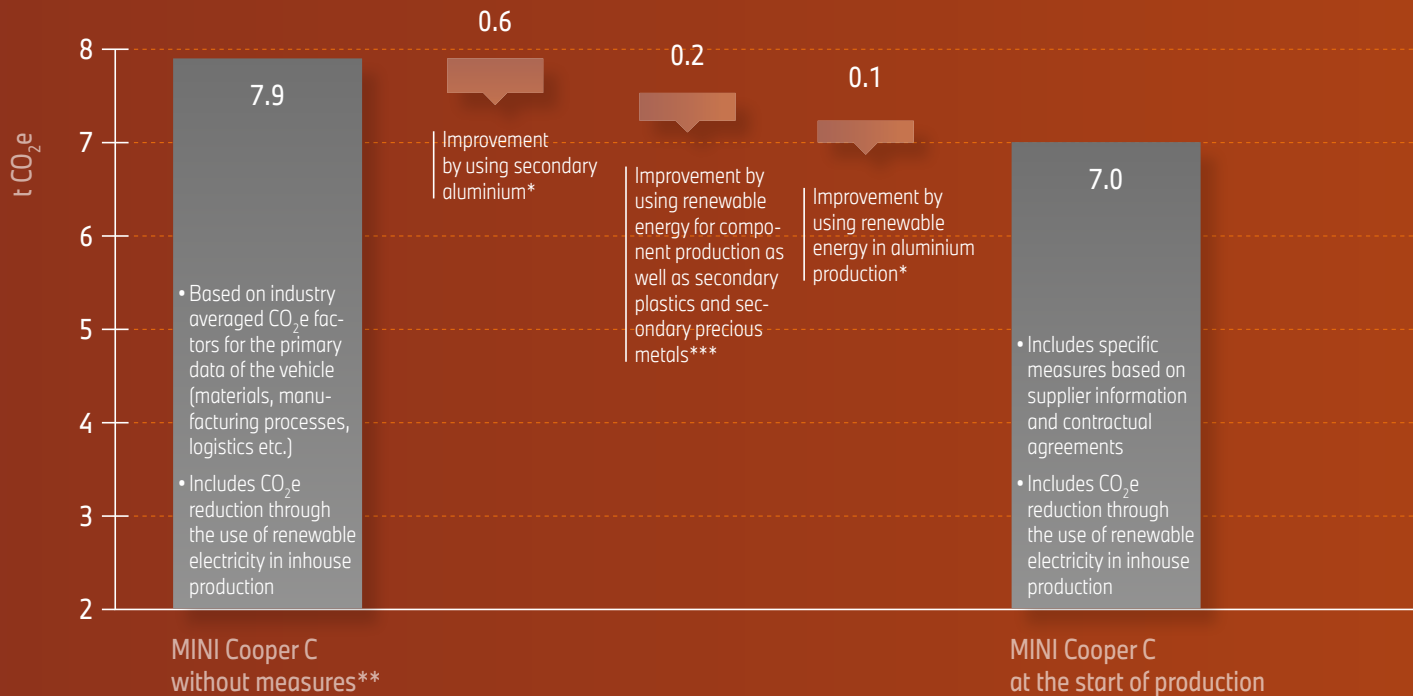 t CO₂e
8
7
6
5
4
3
2
7.9
• Based on industry
averaged CO₂e fac-
tors for the primary
data of the vehicle
(materials, manu-
facturing processes,
logistics etc.)
• Includes CO₂e
reduction through
the use of renewable
electricity in inhouse
production
MINI Cooper C
without measures**
0.6
Improvement
by using secondary
aluminium*
0.2
Improvement by
using renewable
energy for compo-
nent production as
well as secondary
plastics and sec-
ondary precious
metals***
0.1
Improvement by
using renewable
energy in aluminium
production*
7.0
• Includes specific
measures based on
supplier information
and contractual
agreements
• Includes CO₂e
reduction through
the use of renewable
electricity in inhouse
production
MINI Cooper C
at the start of production